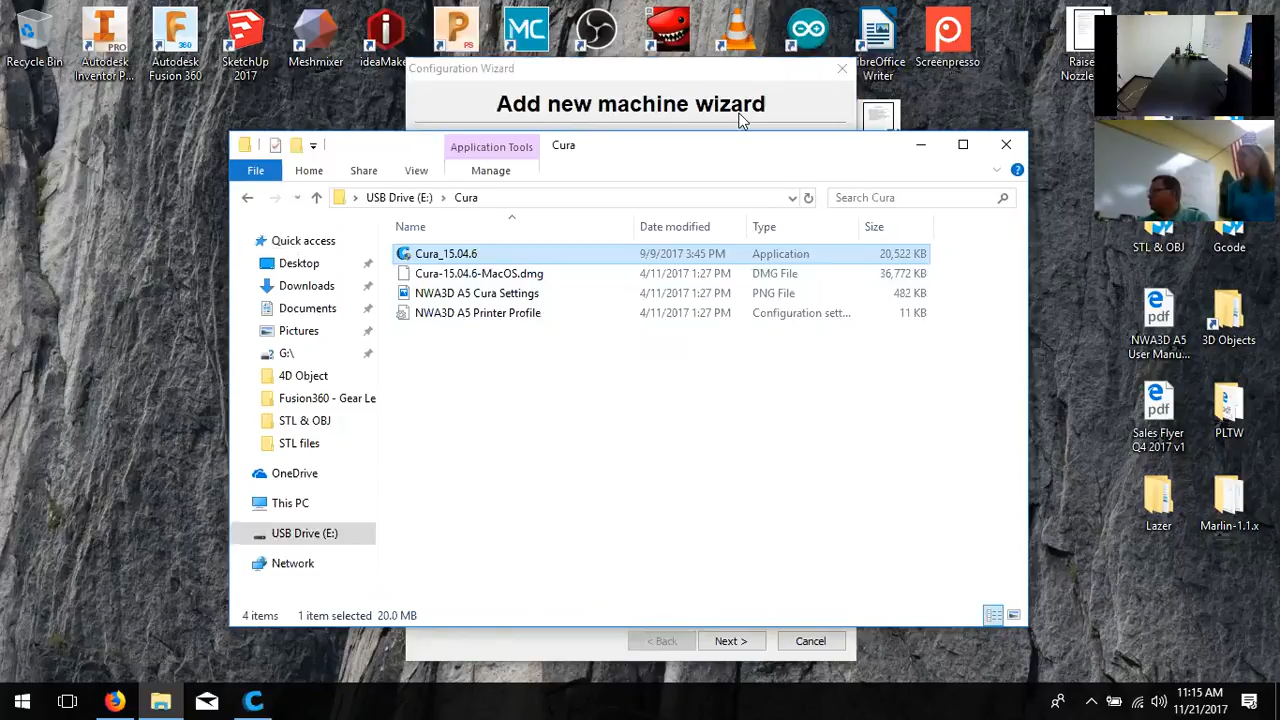 Recycle Bin
Autodesk Inventor P...
Autodesk Fusion 360
SketchUp 2017
Meshmixer
ideaMake
MC
Arduino
breOffice Writer
Screenpresso
Raise
Nozzle
Configuration Wizard
Add new machine wizard
Application Tools
Cura
File
Home
Share
View
Manage
USB Drive (E:) > Cura
Search Cura
Name
Date modified
Type
Size
Quick access
Desktop
Downloads
Documents
Pictures
G:\
4D Object
Fusion360 - Gear Le
STL & OBJ
STL files
OneDrive
This PC
USB Drive (E:)
Network
Cura_15.04.6 9/9/2017 3:45 PM Application 20,522 KB
Cura-15.04.6-MacOS.dmg 4/11/2017 1:27 PM DMG File 36,772 KB
NWA3D A5 Cura Settings 4/11/2017 1:27 PM PNG File 482 KB
NWA3D A5 Printer Profile 4/11/2017 1:27 PM Configuration sett... 11 KB
4 items 1 item selected 20.0 MB
< Back
Next >
Cancel
STL & OBJ
Gcode
NWA3D A5 User Manu...
3D Objects
Sales Flyer Q4 2017 v1
PLTW
Lazer
Marlin-1.1.x
11:15 AM
11/21/2017